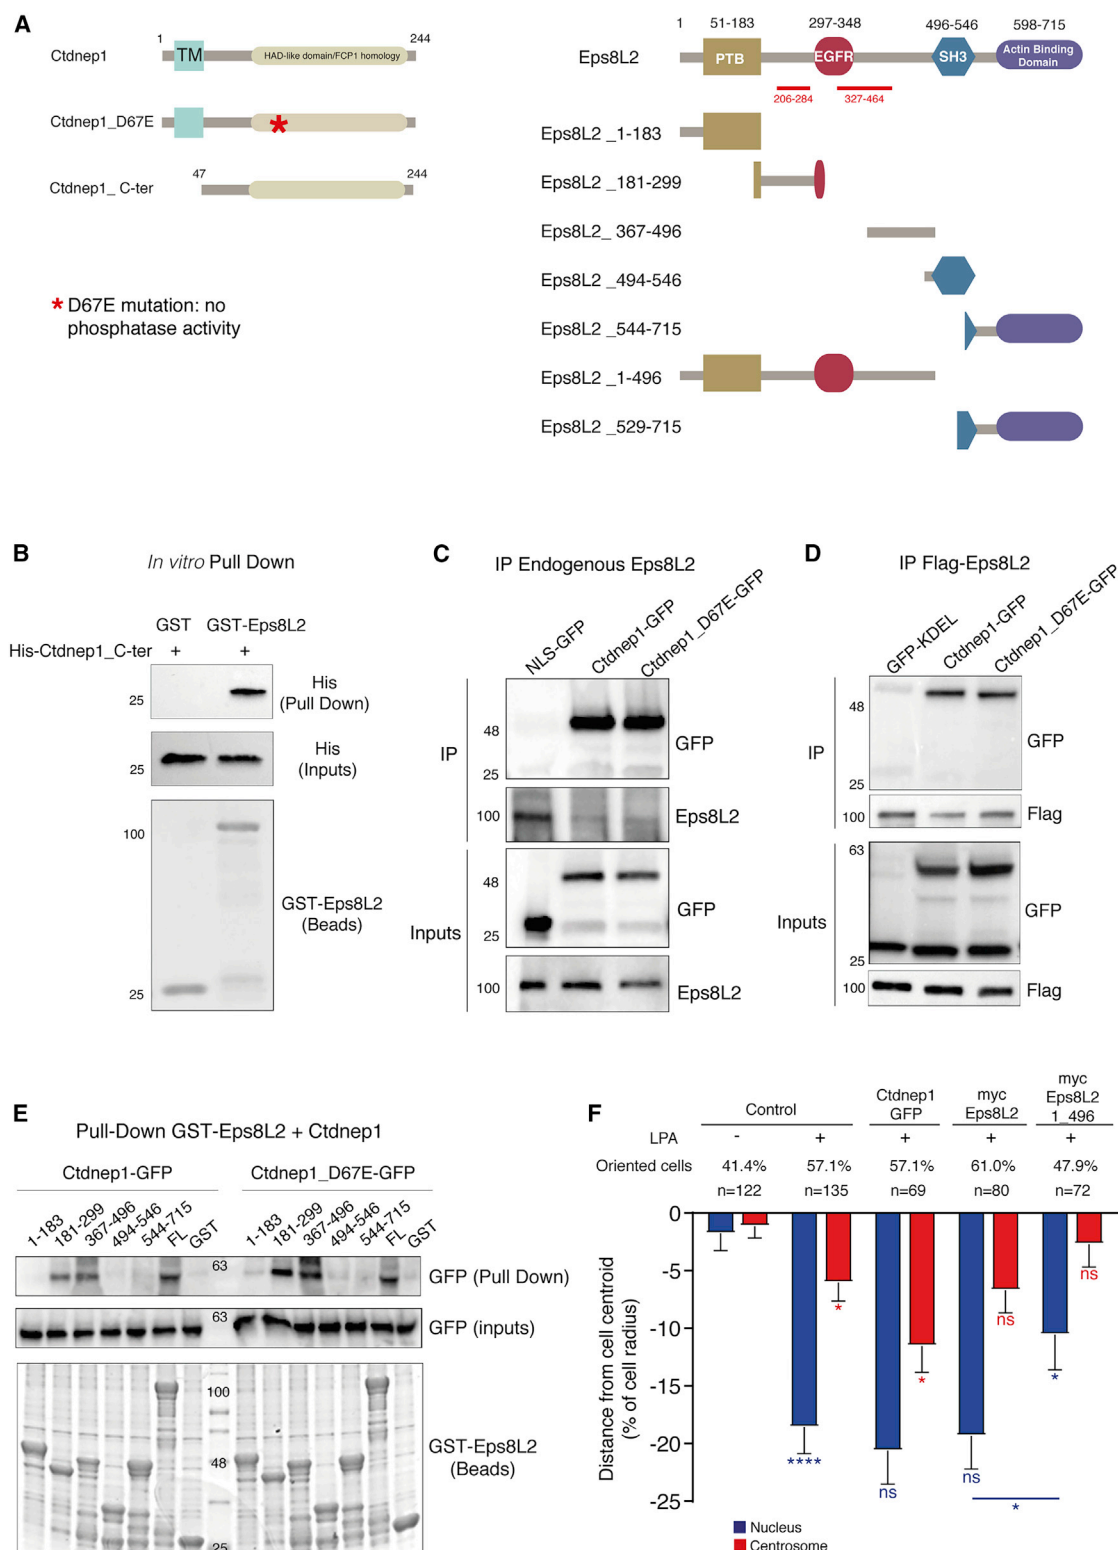 A
1
244
Ctdnep1
TM
HAD-like domain/FCP1 homology
Ctdnep1_D67E
*
47
244
Ctdnep1_ C-ter
* D67E mutation: no
phosphatase activity
1
51-183
297-348
496-546
598-715
Eps8L2
PTB
EGFR
SH3
Actin Binding
Domain
206-284
327-464
Eps8L2 _1-183
Eps8L2 _181-299
Eps8L2_ 367-496
Eps8L2 _494-546
Eps8L2 _544-715
Eps8L2 _1-496
Eps8L2 _529-715
B
In vitro Pull Down
GST GST-Eps8L2
His-Ctdnep1_C-ter + +
25
His
(Pull Down)
25
His
(Inputs)
100
GST-Eps8L2
(Beads)
25
C
IP Endogenous Eps8L2
NLS-GFP
Ctdnep1-GFP
Ctdnep1_D67E-GFP
IP
48
25
GFP
100
Eps8L2
Inputs
48
25
GFP
100
Eps8L2
D
IP Flag-Eps8L2
GFP-KDEL
Ctdnep1-GFP
Ctdnep1_D67E-GFP
IP
48
25
GFP
100
Flag
Inputs
63
25
GFP
100
Flag
E
Pull-Down GST-Eps8L2 + Ctdnep1
Ctdnep1-GFP
Ctdnep1_D67E-GFP
1-183
181-299
367-496
494-546
544-715
FL
GST
1-183
181-299
367-496
494-546
544-715
FL
GST
63
GFP (Pull Down)
63
GFP (inputs)
100
48
25
GST-Eps8L2
(Beads)
F
Control
Ctdnep1
GFP
myc
Eps8L2
myc
Eps8L2
1_496
LPA - + + + +
Oriented cells 41.4% 57.1% 57.1% 61.0% 47.9%
n=122 n=135 n=69 n=80 n=72
0
-5
-10
-15
-20
-25
Distance from cell centroid
(% of cell radius)
****
*
ns
*
ns
ns
*
ns
*
Nucleus
Centrosome